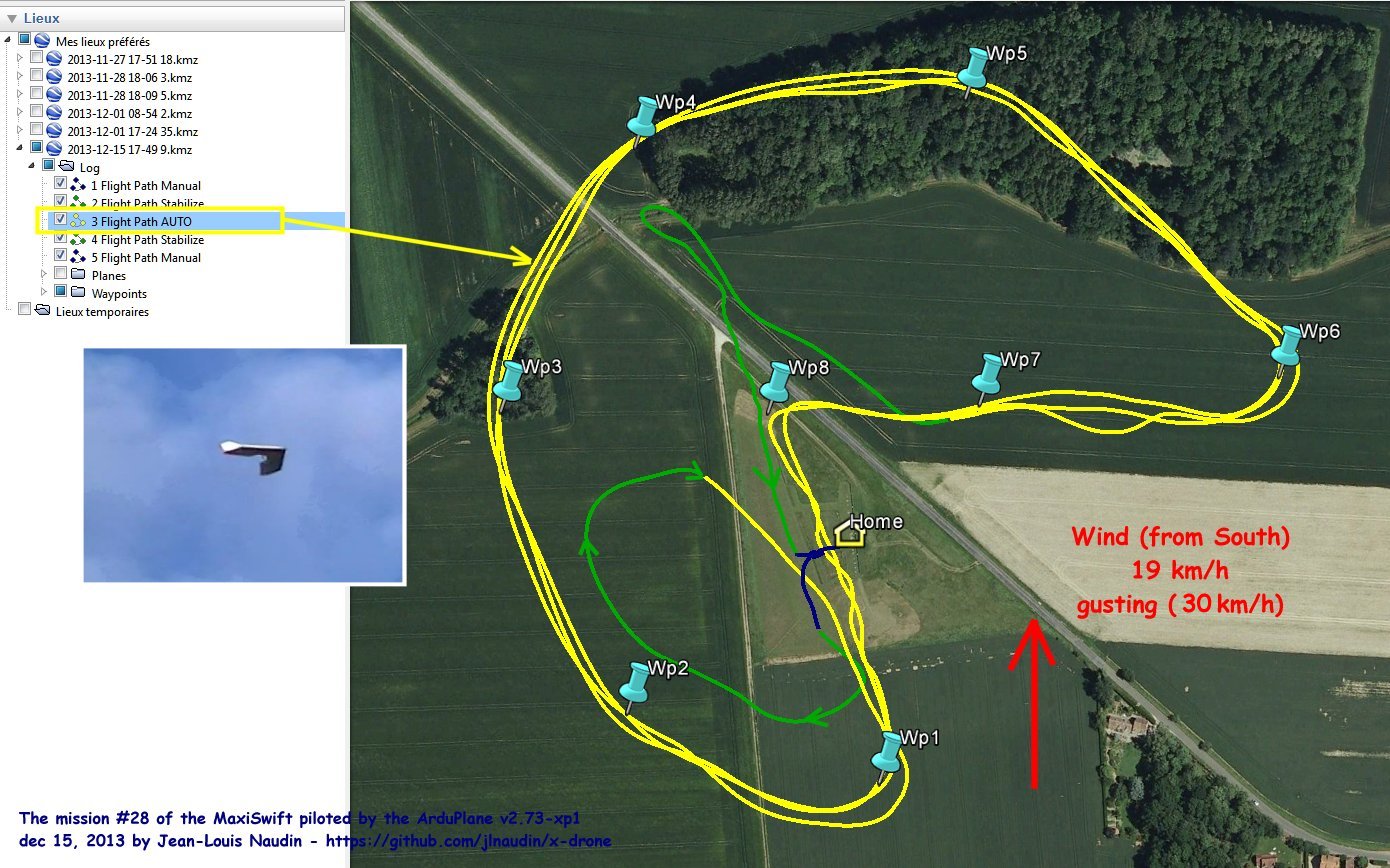 Lieux
Mes lieux préférés
2013-11-27 17-51 18.kmz
2013-11-28 18-06 3.kmz
2013-11-28 18-09 5.kmz
2013-12-01 08-54 2.kmz
2013-12-01 17-24 35.kmz
2013-12-15 17-49 9.kmz
Log
1 Flight Path Manual
2 Flight Path Stabilize
3 Flight Path AUTO
4 Flight Path Stabilize
5 Flight Path Manual
Planes
Waypoints
Lieux temporaires
Wp5
Wp4
Wp6
Wp7
Wp3
Wp8
Home
Wind (from South)
19 km/h
gusting (30 km/h)
Wp2
Wp1
The mission #28 of the MaxiSwift piloted by the ArduPlane v2.73-xp1
dec 15, 2013 by Jean-Louis Naudin - https://github.com/jlnaudin/x-drone